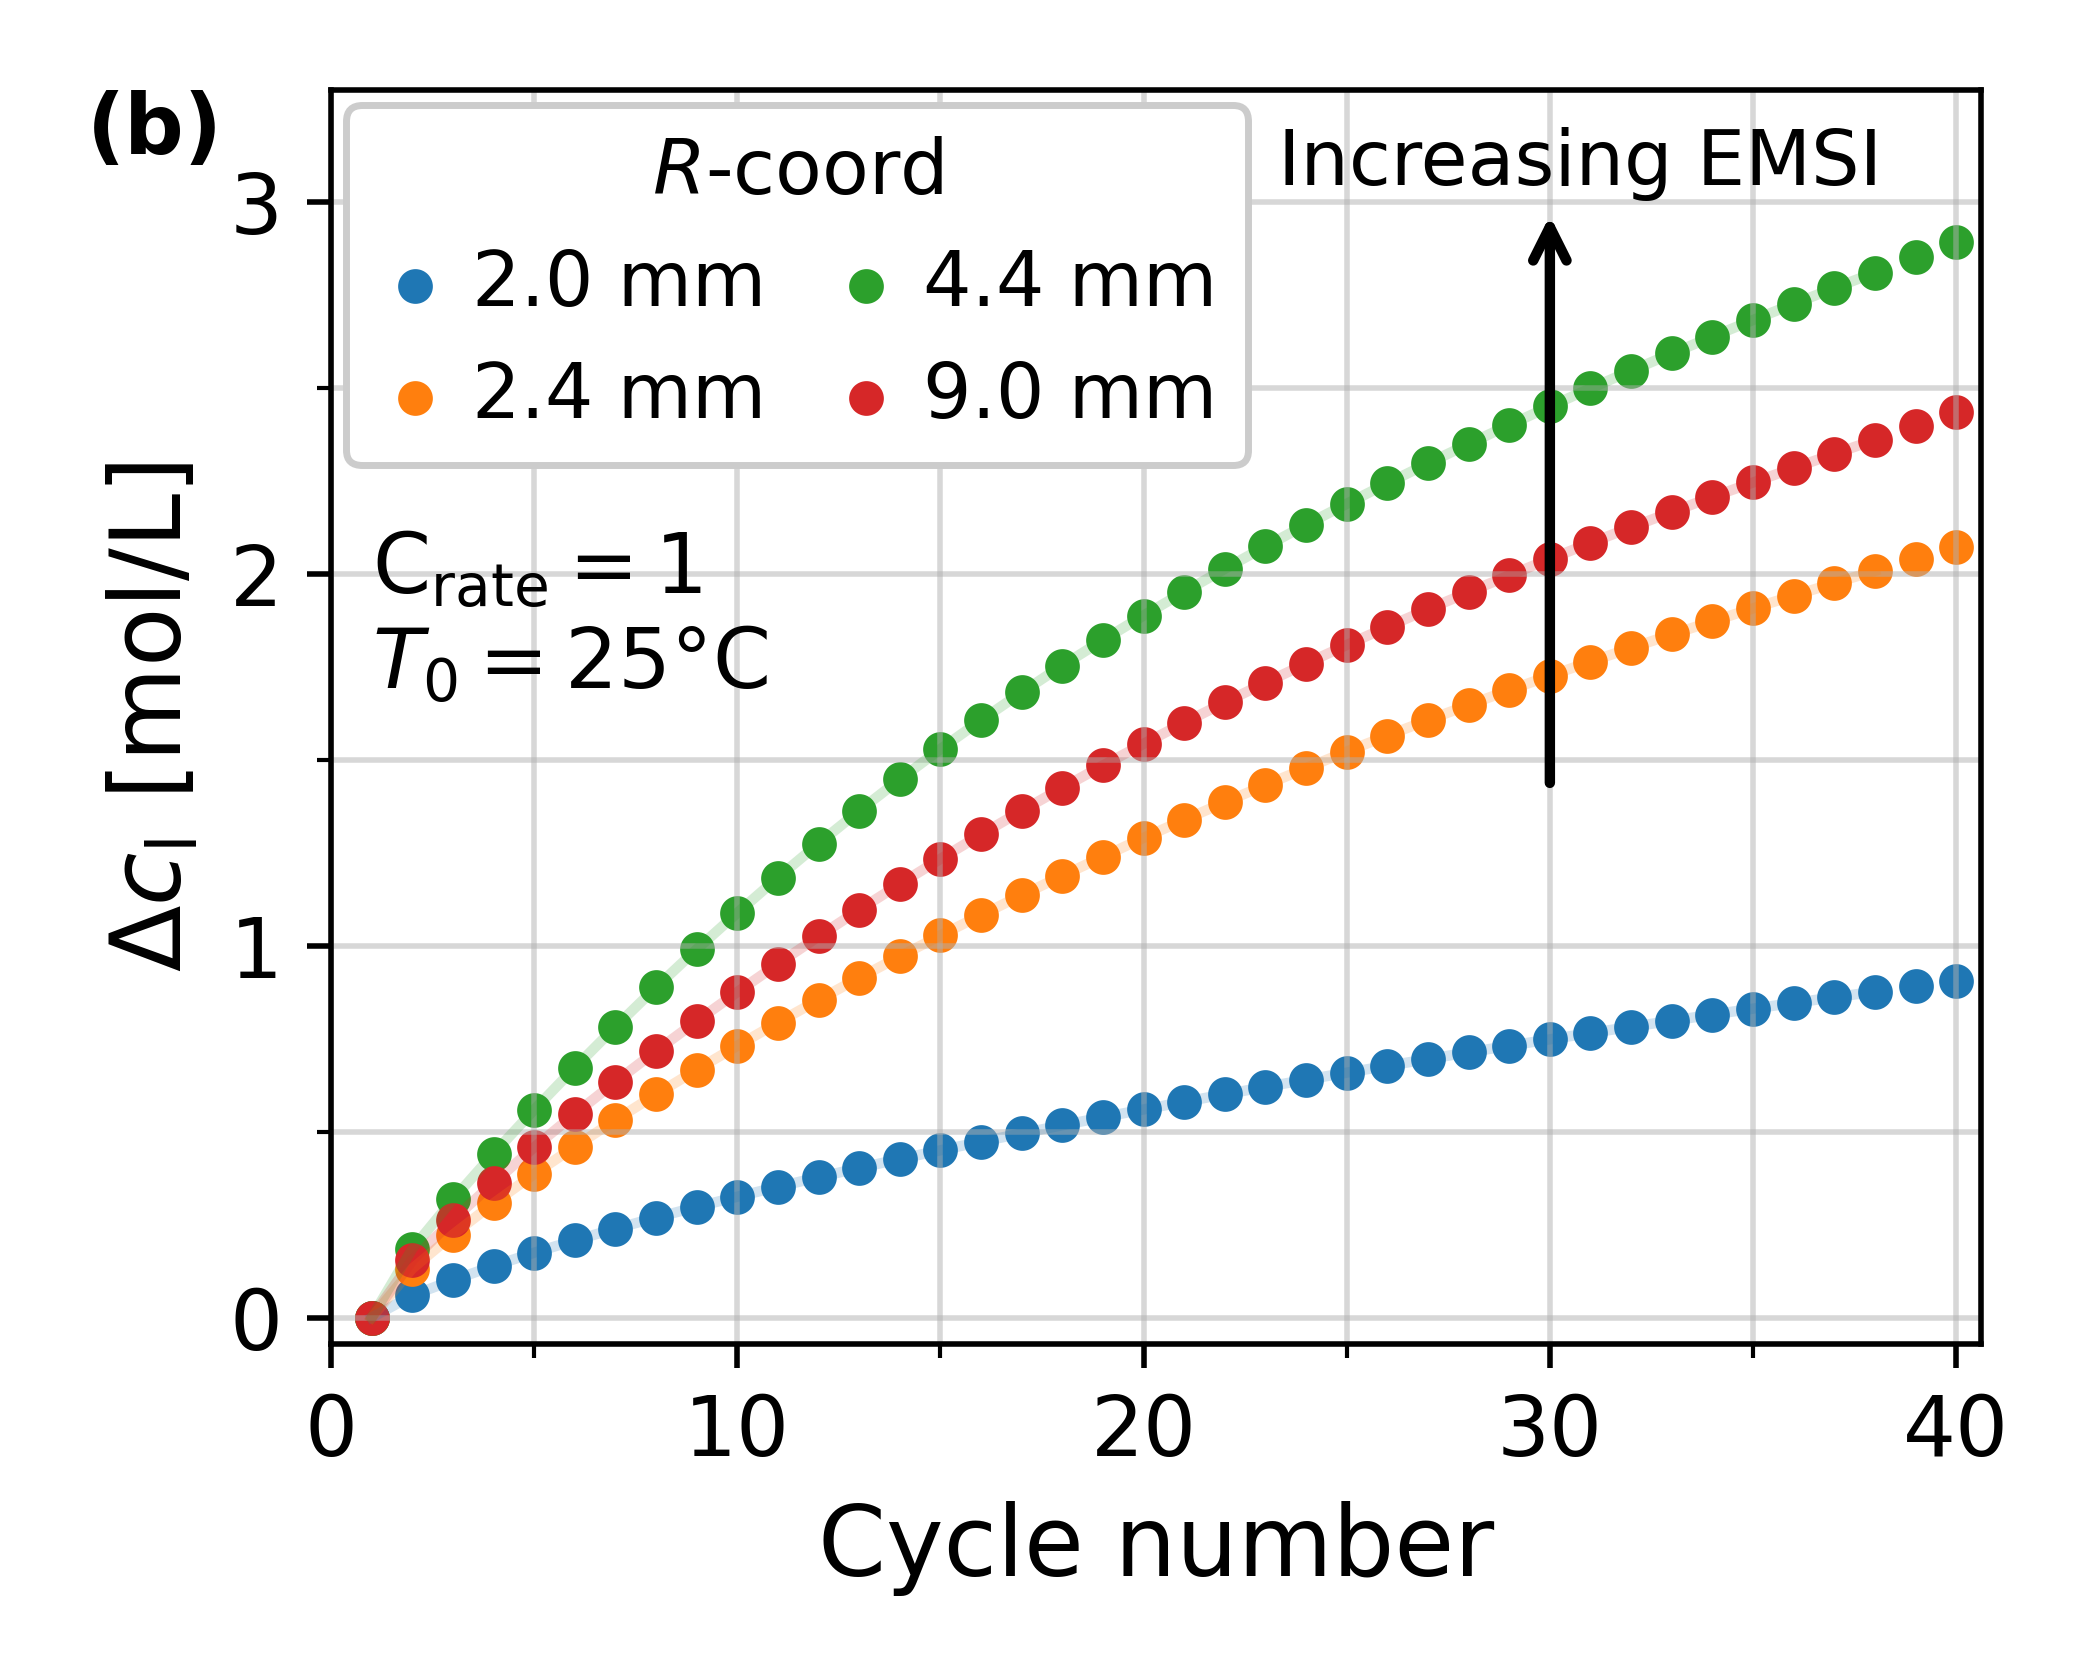 (b)
R-coord
2.0 mm
4.4 mm
2.4 mm
9.0 mm
Increasing EMSI
C_rate = 1
T_0 = 25°C
Δc_l [mol/L]
3
2
1
0
0 10 20 30 40
Cycle number